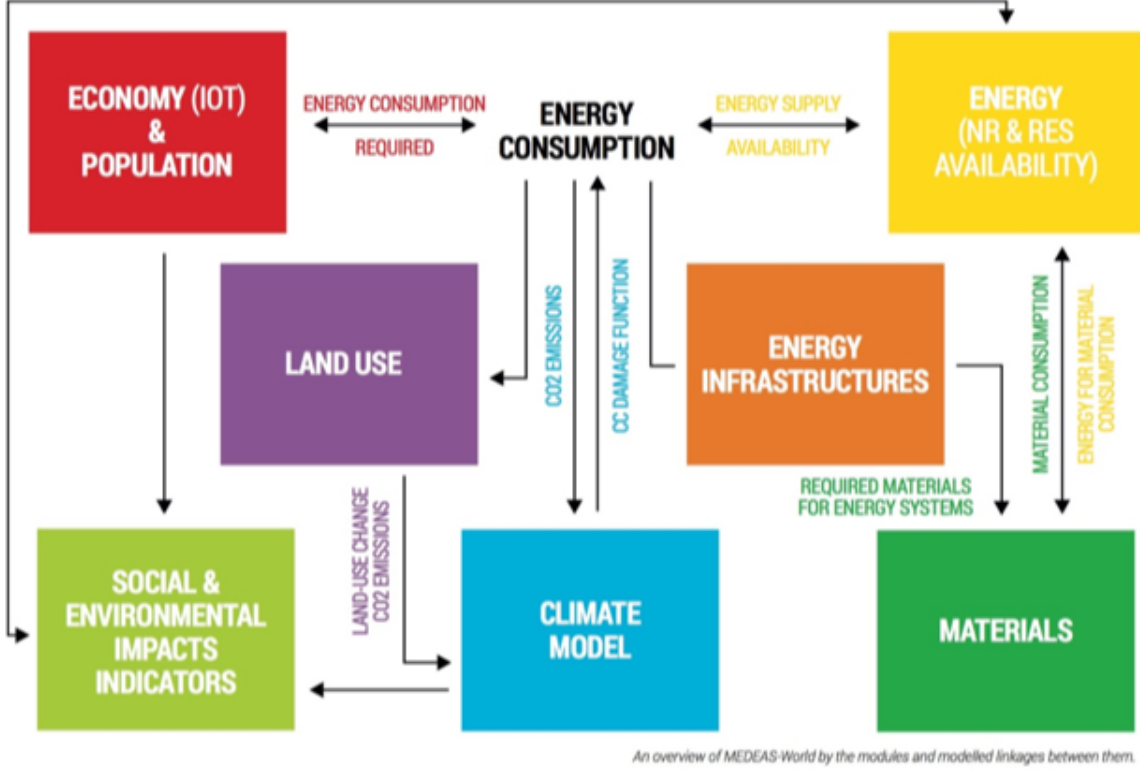 ECONOMY (IOT)
&
POPULATION
ENERGY CONSUMPTION
REQUIRED
ENERGY
CONSUMPTION
ENERGY SUPPLY
AVAILABILITY
ENERGY
(NR & RES
AVAILABILITY)
LAND USE
CO2 EMISSIONS
CC DAMAGE FUNCTION
ENERGY
INFRASTRUCTURES
MATERIAL CONSUMPTION
ENERGY FOR MATERIAL
CONSUMPTION
REQUIRED MATERIALS
FOR ENERGY SYSTEMS
LAND-USE CHANGE
CO2 EMISSIONS
SOCIAL &
ENVIRONMENTAL
IMPACTS
INDICATORS
CLIMATE
MODEL
MATERIALS
An overview of MEDEAS-World by the modules and modelled linkages between them.